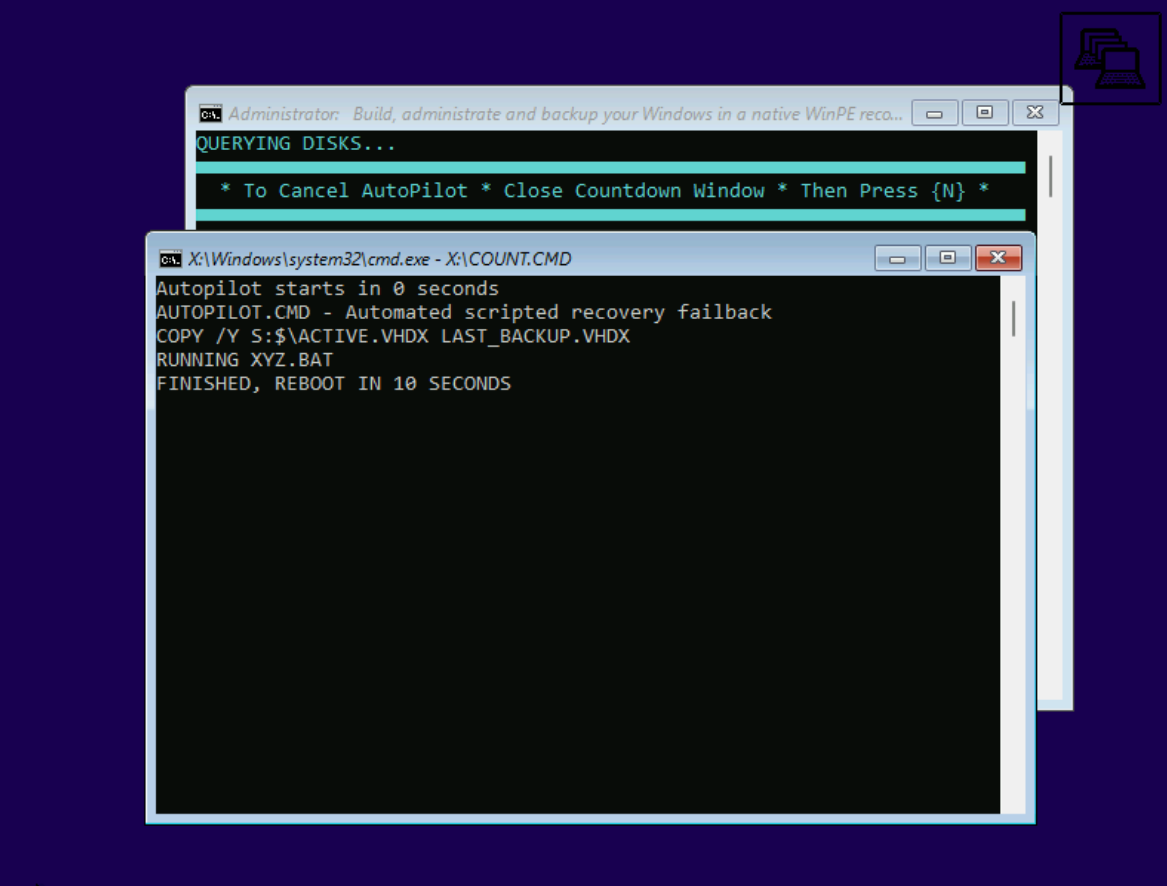 Administrator: Build, administrate and backup your Windows in a native WinPE reco...
QUERYING DISKS...
* To Cancel AutoPilot * Close Countdown Window * Then Press {N} *
X:\Windows\system32\cmd.exe - X:\COUNT.CMD
Autopilot starts in 0 seconds
AUTOPILOT.CMD - Automated scripted recovery failback
COPY /Y S:$\ACTIVE.VHDX LAST_BACKUP.VHDX
RUNNING XYZ.BAT
FINISHED, REBOOT IN 10 SECONDS